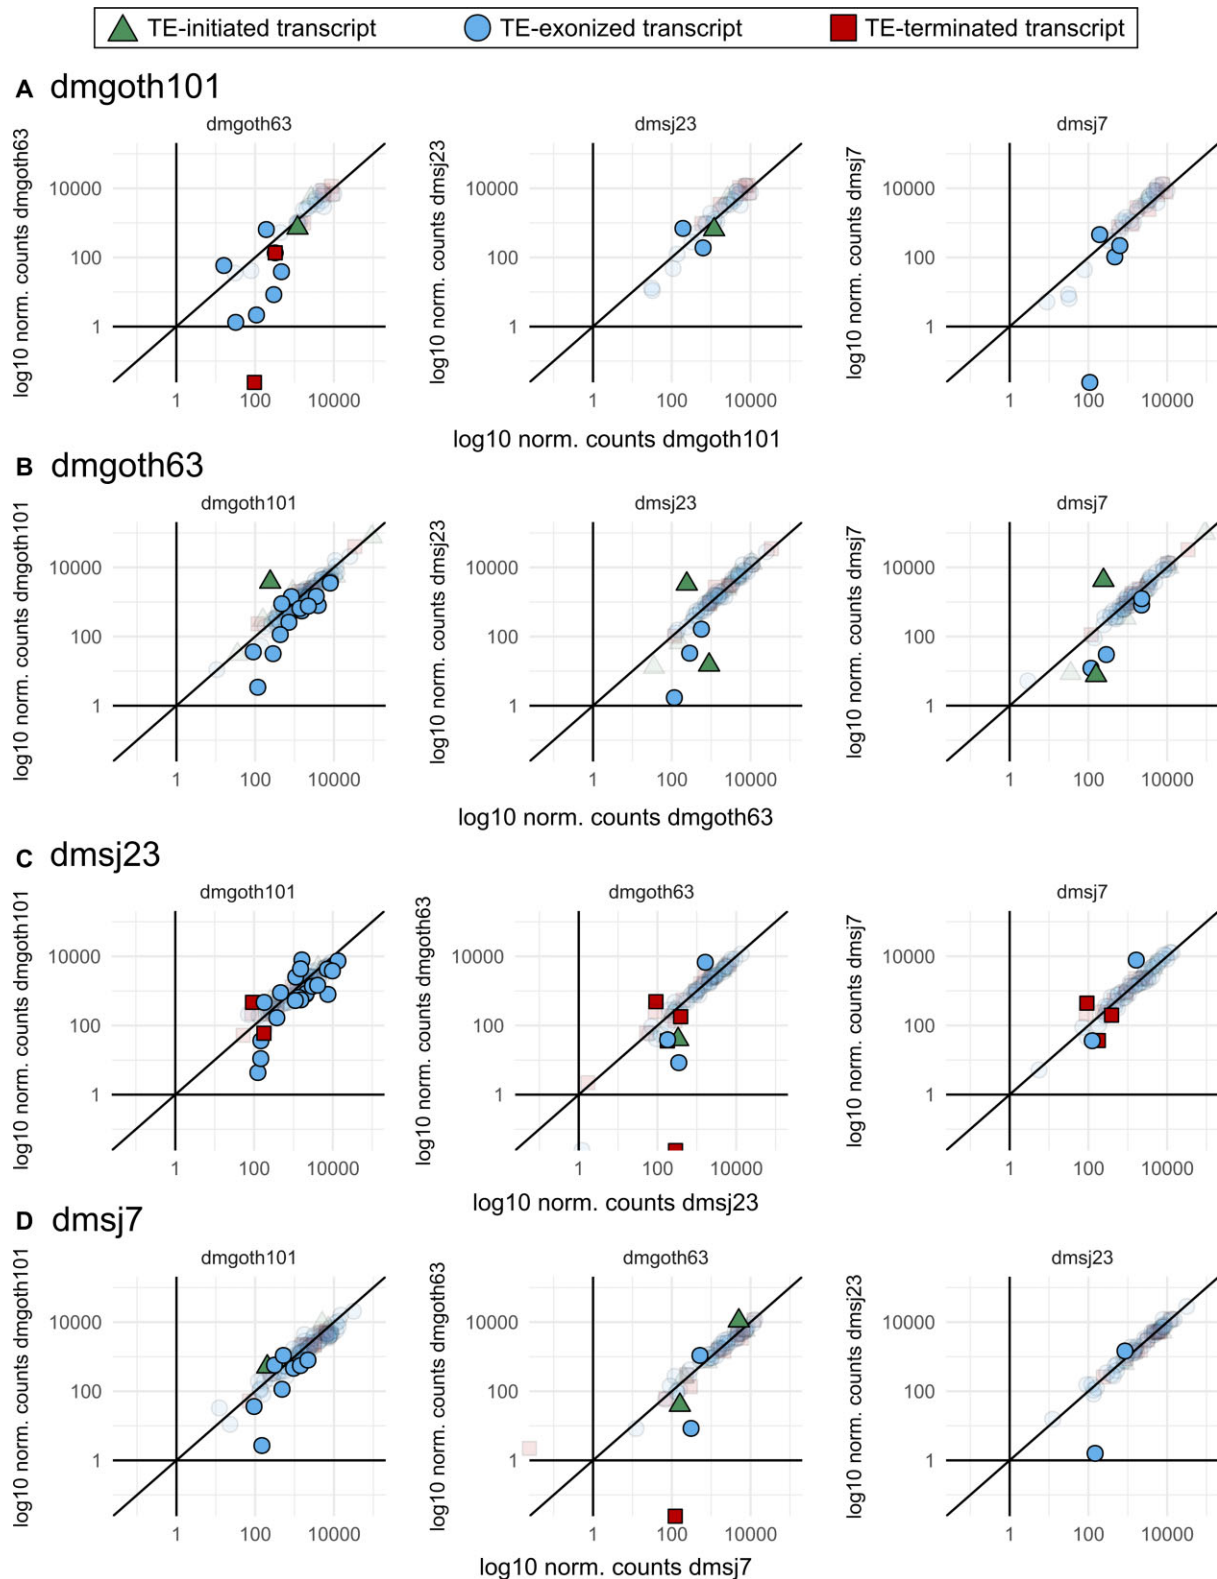 TE-initiated transcript TE-exonized transcript TE-terminated transcript
A dmgoth101
dmgoth63 dmsj23 dmsj7
log10 norm. counts dmgoth63
10000
100
1
1 100 10000
log10 norm. counts dmsj23
10000
100
1
1 100 10000
log10 norm. counts dmsj7
10000
100
1
1 100 10000
log10 norm. counts dmgoth101
B dmgoth63
dmgoth101 dmsj23 dmsj7
log10 norm. counts dmgoth101
10000
100
1
1 100 10000
log10 norm. counts dmsj23
10000
100
1
1 100 10000
log10 norm. counts dmsj7
10000
100
1
1 100 10000
log10 norm. counts dmgoth63
C dmsj23
dmgoth101 dmgoth63 dmsj7
log10 norm. counts dmgoth101
10000
100
1
1 100 10000
log10 norm. counts dmgoth63
10000
100
1
1 100 10000
log10 norm. counts dmsj7
10000
100
1
1 100 10000
log10 norm. counts dmsj23
D dmsj7
dmgoth101 dmgoth63 dmsj23
log10 norm. counts dmgoth101
10000
100
1
1 100 10000
log10 norm. counts dmgoth63
10000
100
1
1 100 10000
log10 norm. counts dmsj23
10000
100
1
1 100 10000
log10 norm. counts dmsj7